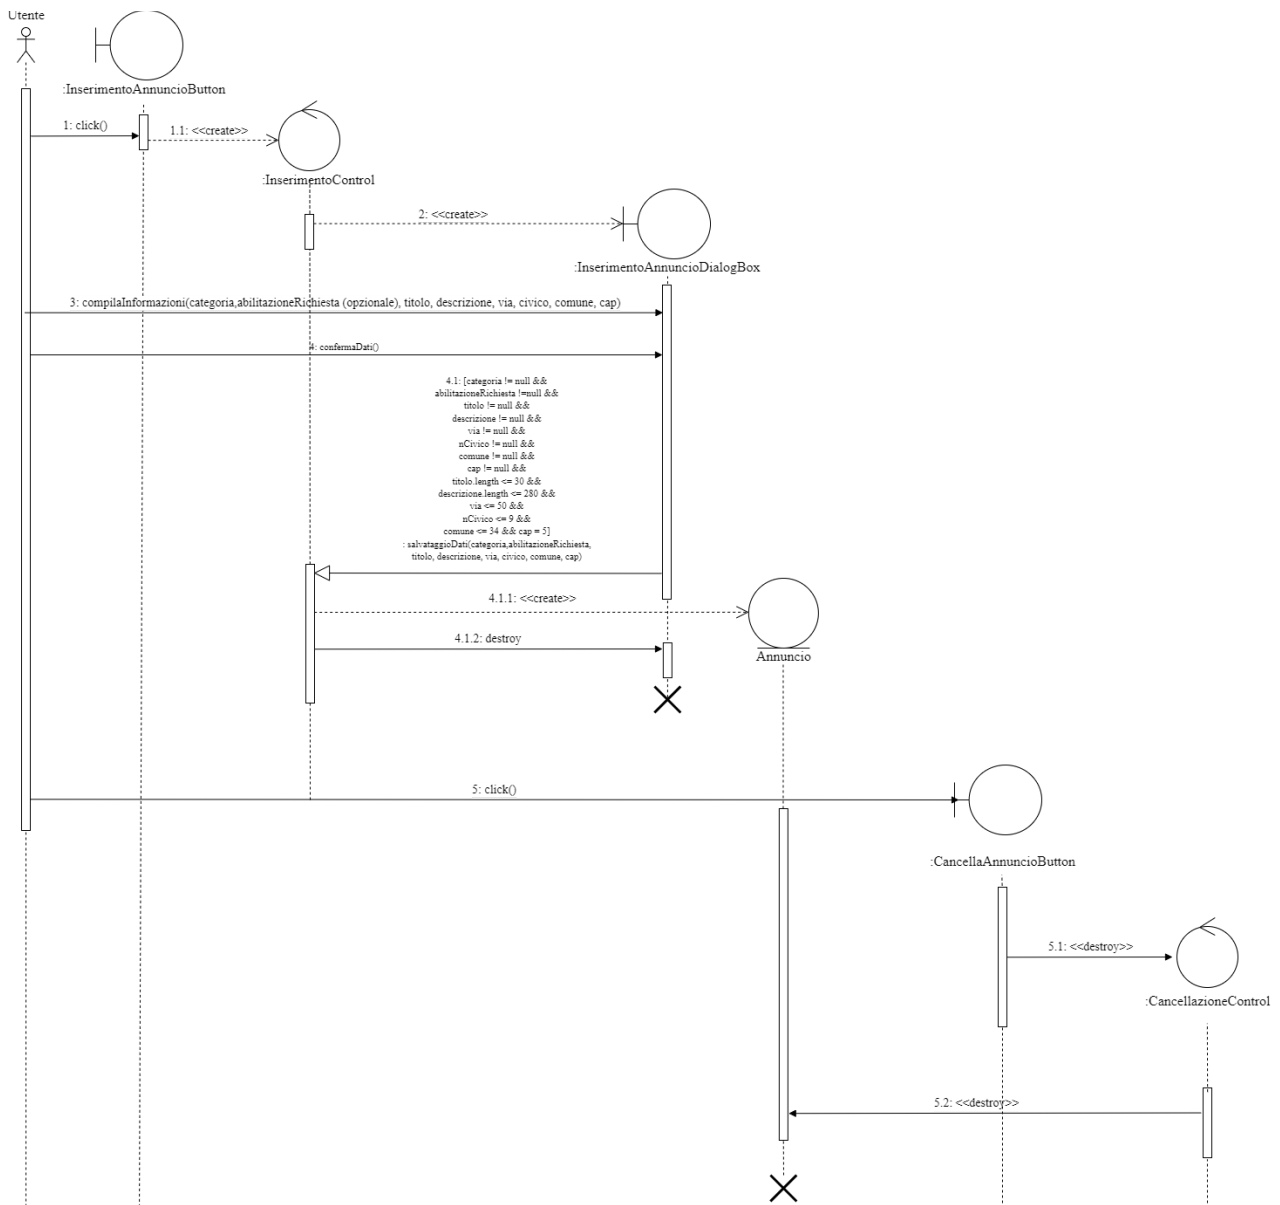 Utente
:InserimentoAnnuncioButton
1: click()
1.1: <<create>>
:InserimentoControl
2: <<create>>
:InserimentoAnnuncioDialogBox
3: compilaInformazioni(categoria,abilitazioneRichiesta (opzionale), titolo, descrizione, via, civico, comune, cap)
4: confermaDati()
4.1: [categoria != null &&
abilitazioneRichiesta !=null &&
titolo != null &&
descrizione != null &&
via != null &&
nCivico != null &&
comune != null &&
cap != null &&
titolo.length <= 30 &&
descrizione.length <= 280 &&
via <= 50 &&
nCivico <= 9 &&
comune <= 34 && cap = 5]
: salvataggioDati(categoria,abilitazioneRichiesta,
titolo, descrizione, via, civico, comune, cap)
4.1.1: <<create>>
4.1.2: destroy
Annuncio
5: click()
:CancellaAnnuncioButton
5.1: <<destroy>>
:CancellazioneControl
5.2: <<destroy>>